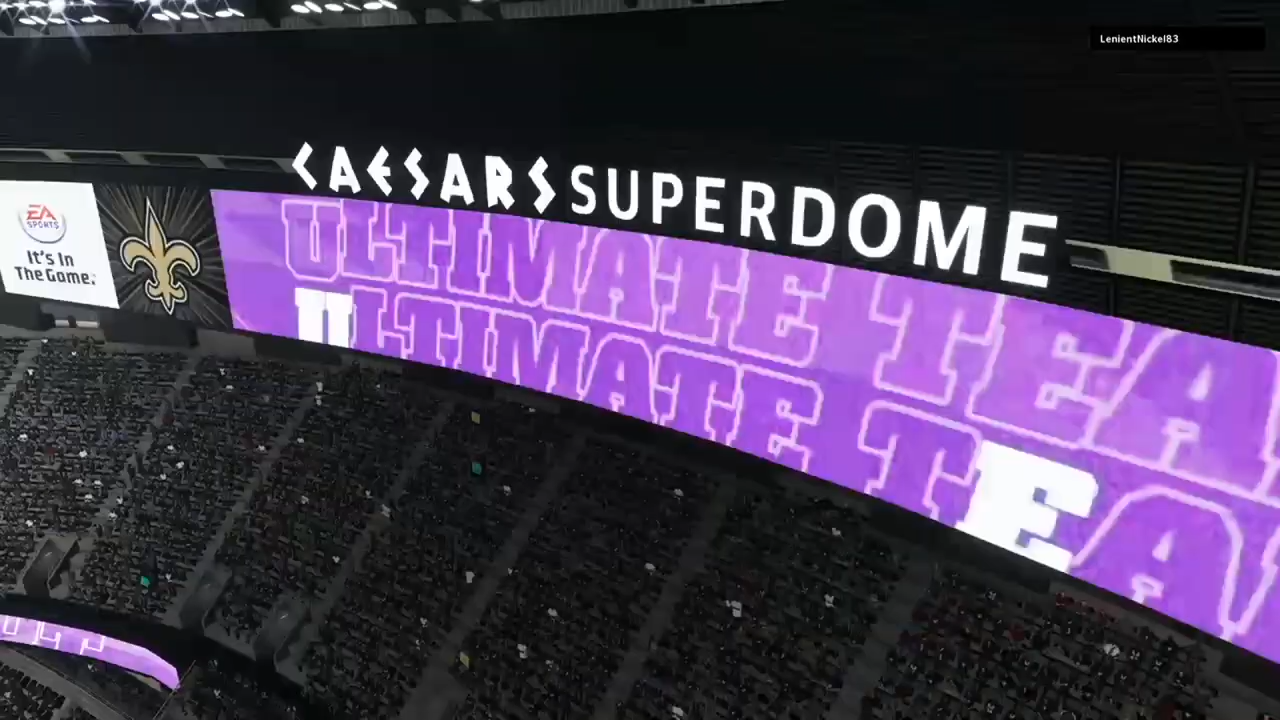 LenientNickel83
CAESARS SUPERDOME
EA
SPORTS
It's In
The Game.
ULTIMATE TEA
ULTIMATE TEA